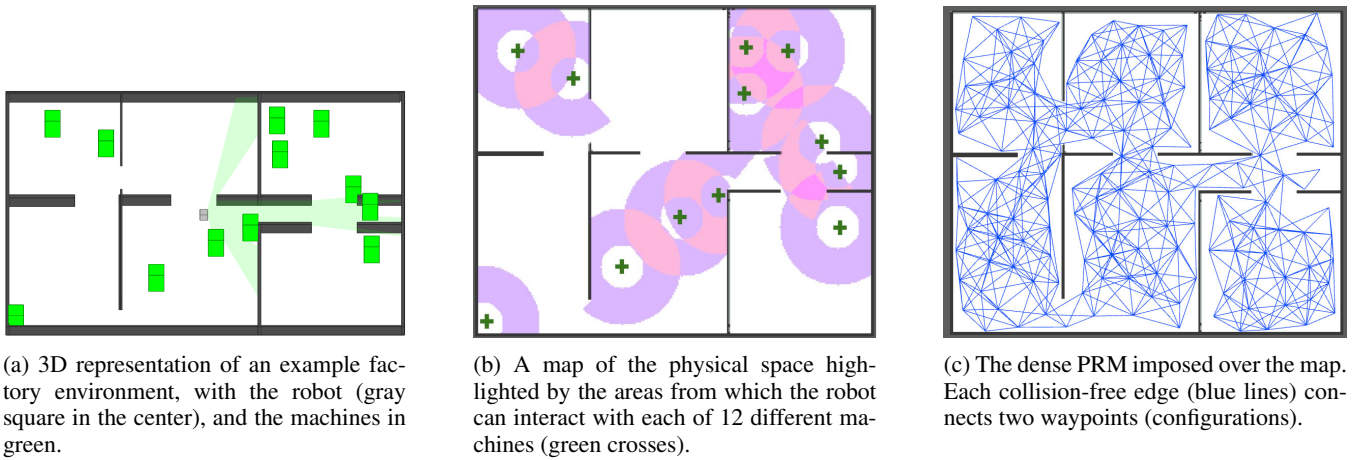 (a) 3D representation of an example fac-
tory environment, with the robot (gray
square in the center), and the machines in
green.
(b) A map of the physical space high-
lighted by the areas from which the robot
can interact with each of 12 different ma-
chines (green crosses).
(c) The dense PRM imposed over the map.
Each collision-free edge (blue lines) con-
nects two waypoints (configurations).